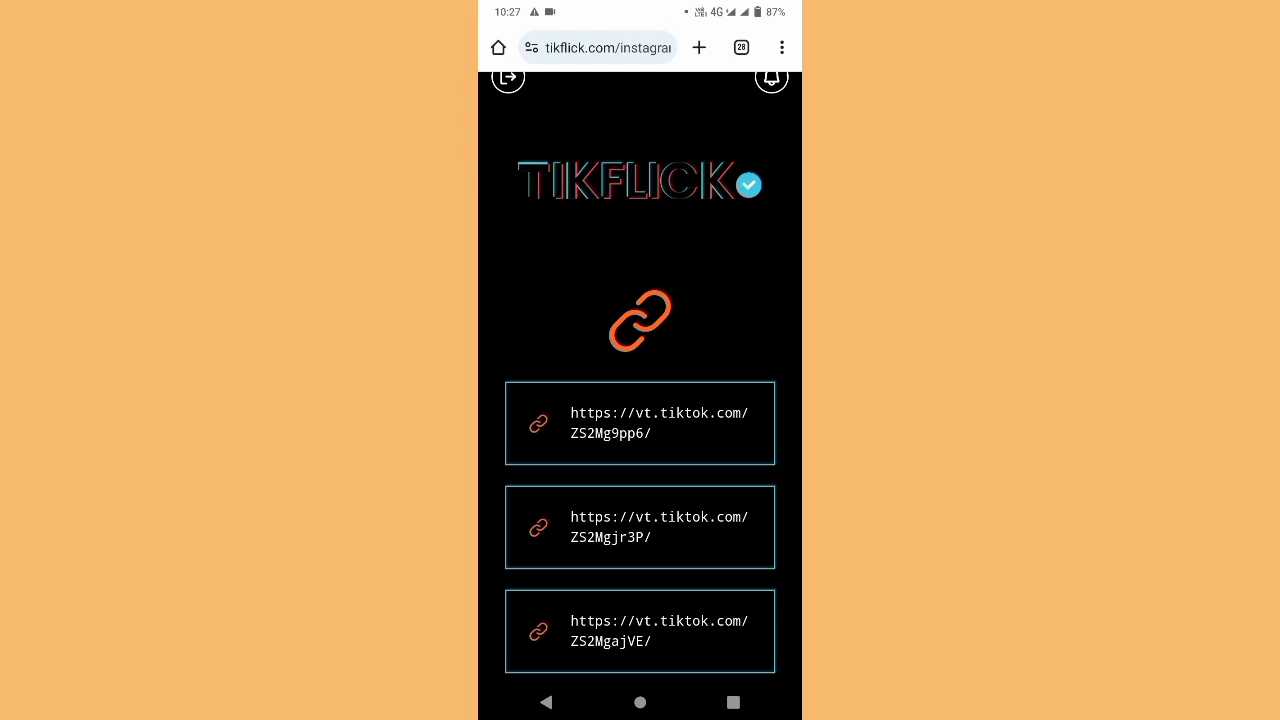 10:27 4G 87%
tikflick.com/instagra
28
TIKFLICK
https://vt.tiktok.com/
ZS2Mg9pp6/
https://vt.tiktok.com/
ZS2Mgjr3P/
https://vt.tiktok.com/
ZS2MgajVE/